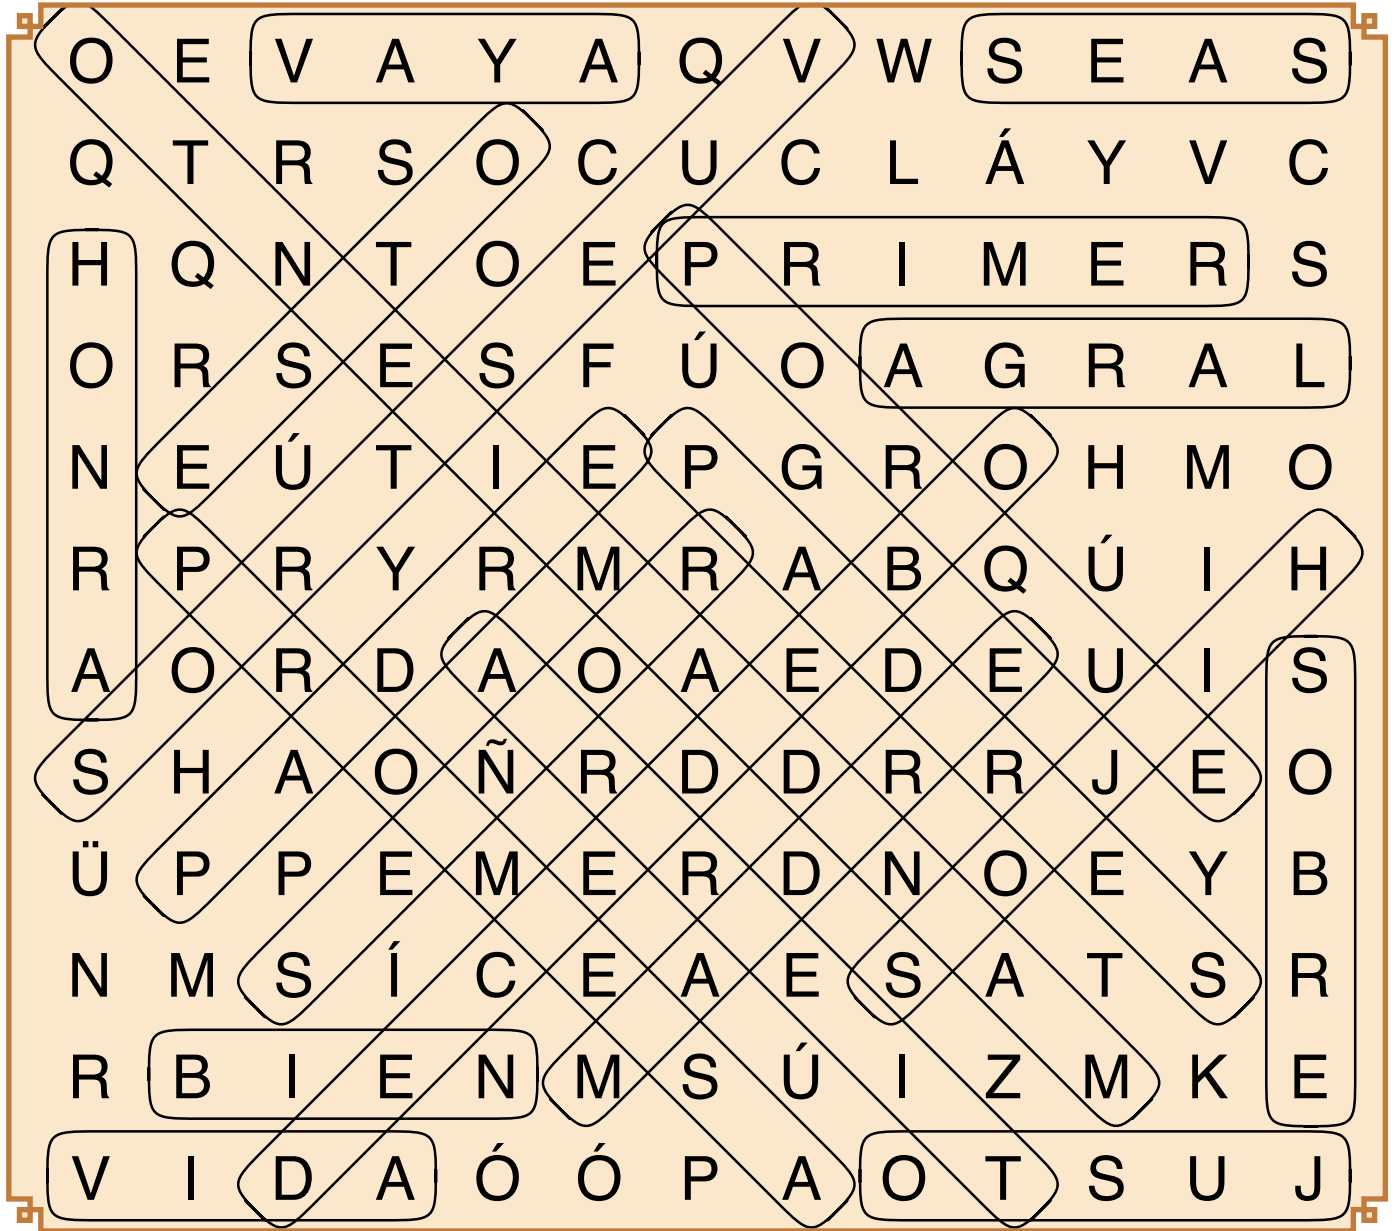 O E V A Y A Q V W S E A S
Q T R S O C U C L Á Y V C
H Q N T O E P R I M E R S
O R S E S F Ú O A G R A L
N E Ú T I E P G R O H M O
R P R Y R M R A B Q Ú I H
A O R D A O A E D E U I S
S H A O Ñ R D D R R J E O
Ü P P E M E R D N O E Y B
N M S Í C E A E S A T S R
R B I E N M S Ú I Z M K E
V I D A Ó Ó P A O T S U J